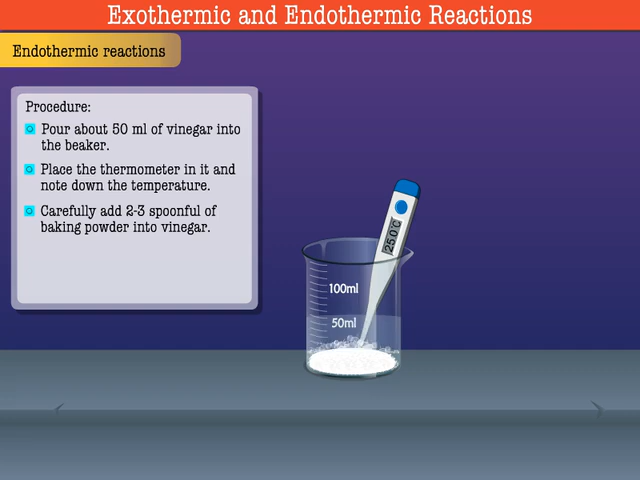 Exothermic and Endothermic Reactions
Endothermic reactions
Procedure:
Pour about 50 ml of vinegar into
the beaker.
Place the thermometer in it and
note down the temperature.
Carefully add 2-3 spoonful of
baking powder into vinegar.
25.0°C
100ml
50ml